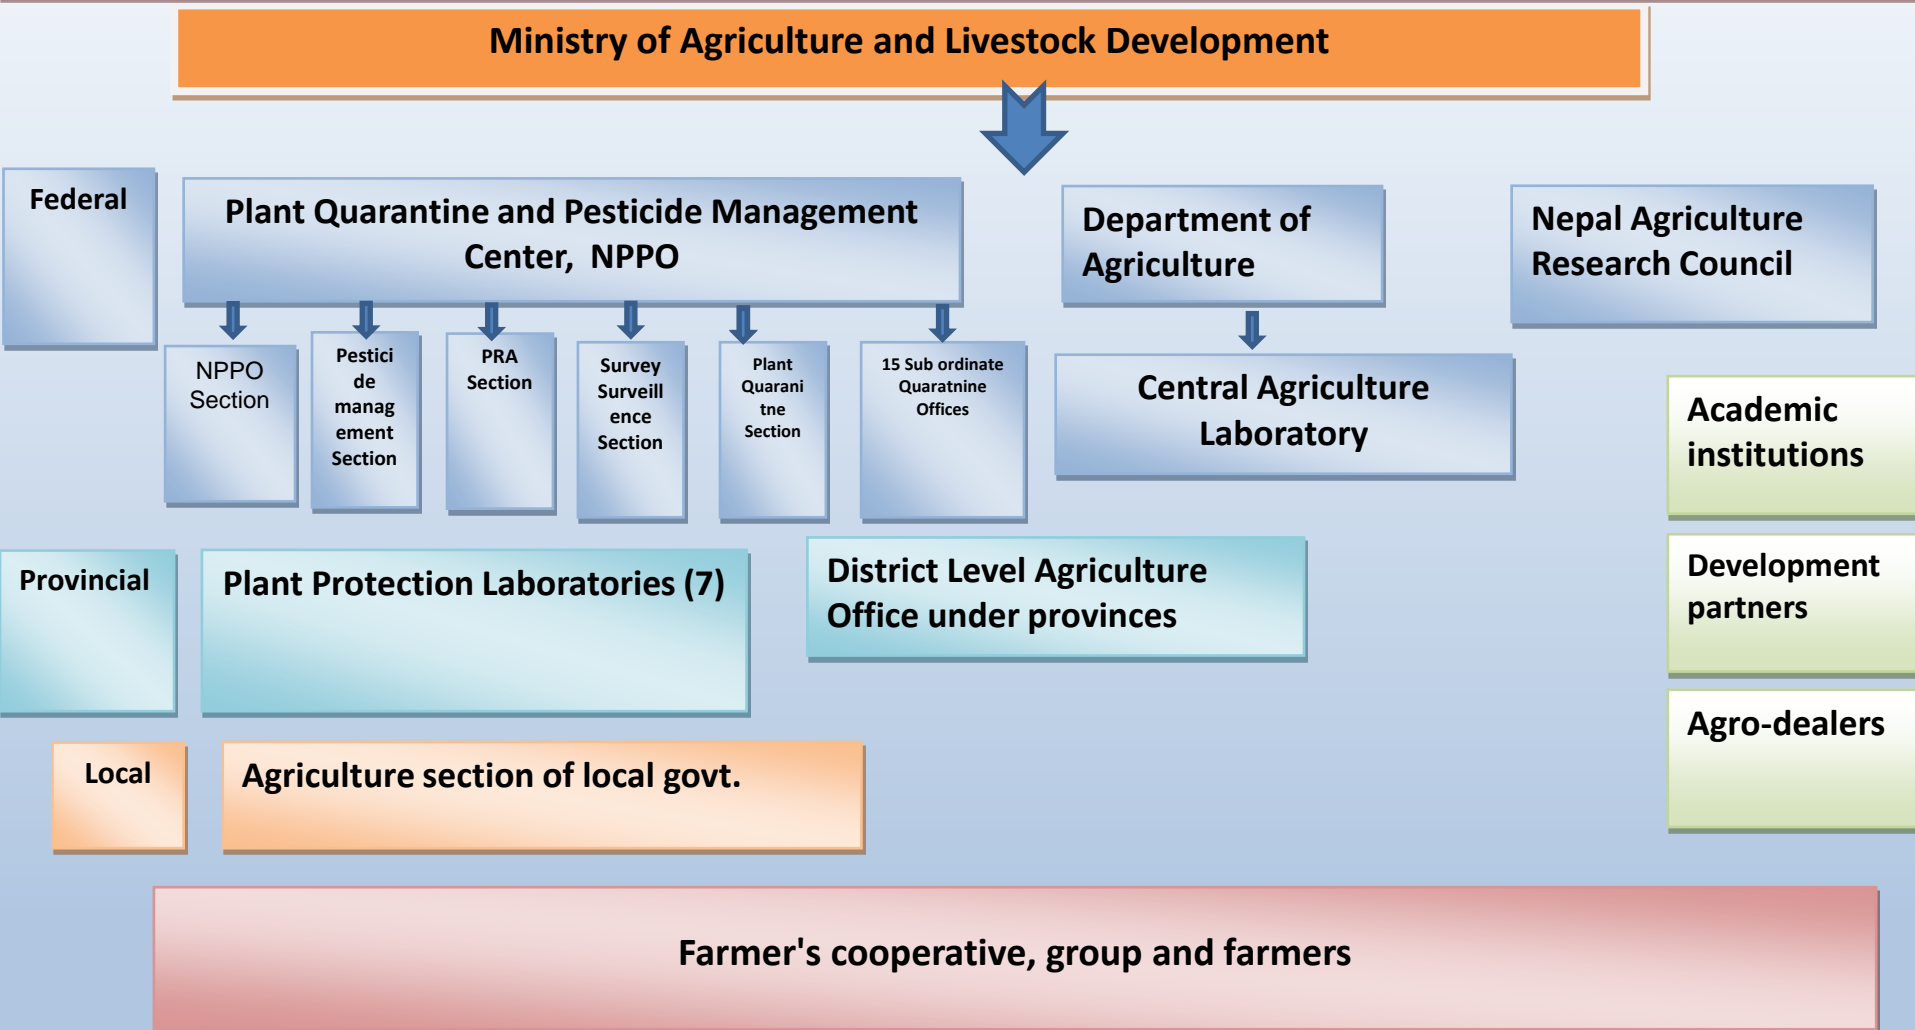 Ministry of Agriculture and Livestock Development
Federal
Plant Quarantine and Pesticide Management
Center, NPPO
Department of
Agriculture
Nepal Agriculture
Research Council
NPPO
Section
Pestici
de
manag
ement
Section
PRA
Section
Survey
Surveill
ence
Section
Plant
Quarani
tne
Section
15 Sub ordinate
Quaratnine
Offices
Central Agriculture
Laboratory
Academic
institutions
Provincial
Plant Protection Laboratories (7)
District Level Agriculture
Office under provinces
Development
partners
Agro-dealers
Local
Agriculture section of local govt.
Farmer's cooperative, group and farmers